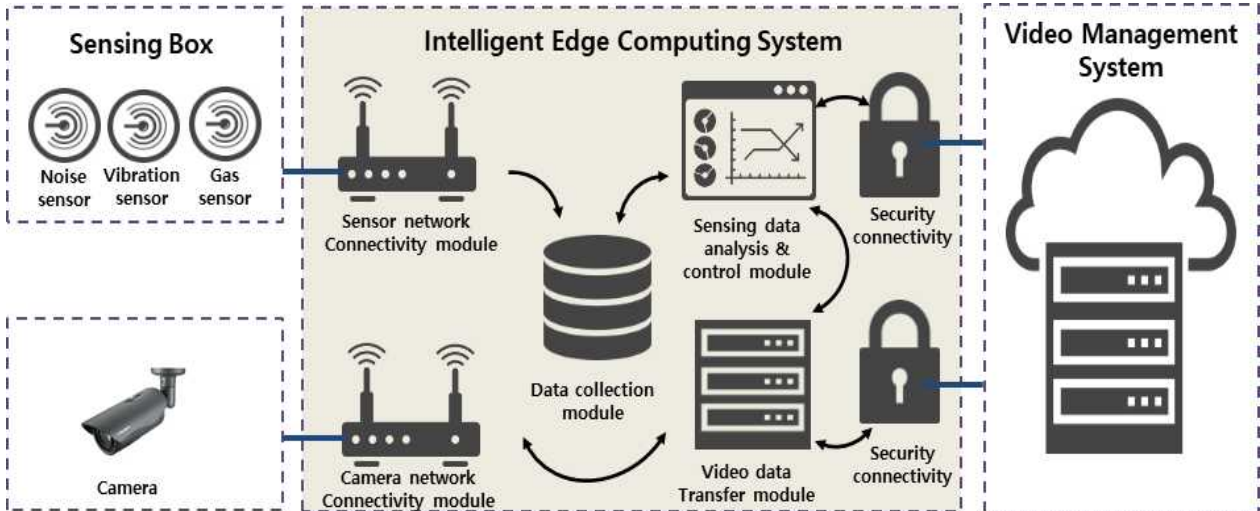 Sensing Box
Noise
sensor
Vibration
sensor
Gas
sensor
Camera
Intelligent Edge Computing System
Sensor network
Connectivity module
Sensing data
analysis &
control module
Security
connectivity
Data collection
module
Camera network
Connectivity module
Video data
Transfer module
Security
connectivity
Video Management
System